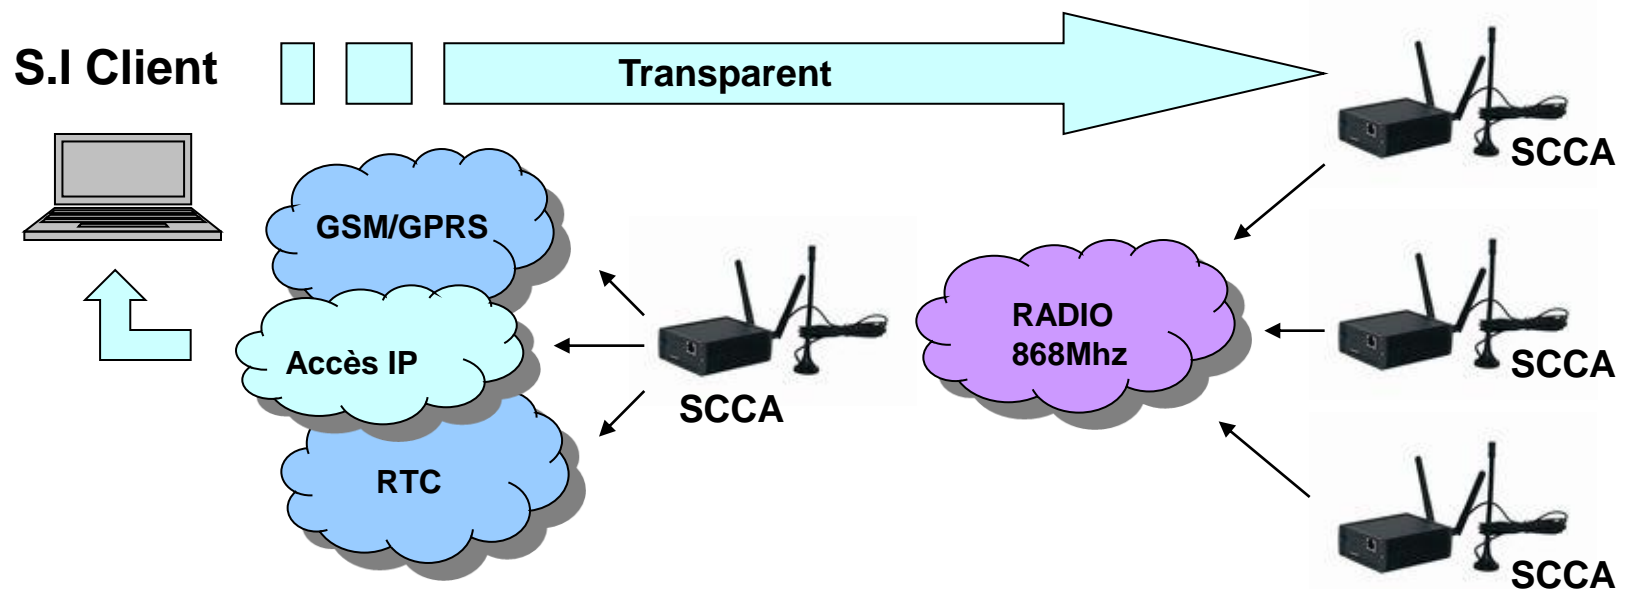 S.I Client
Transparent
SCCA
GSM/GPRS
RADIO
868Mhz
Accès IP
SCCA
SCCA
RTC
SCCA